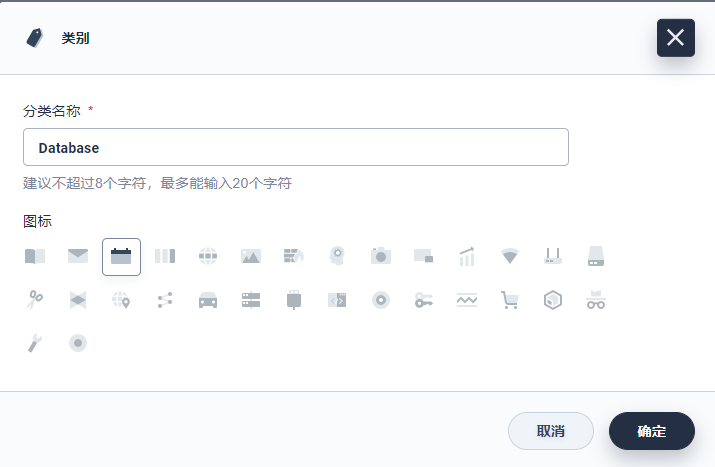 类别
分类名称 *
Database
建议不超过8个字符，最多能输入20个字符
图标
取消
确定